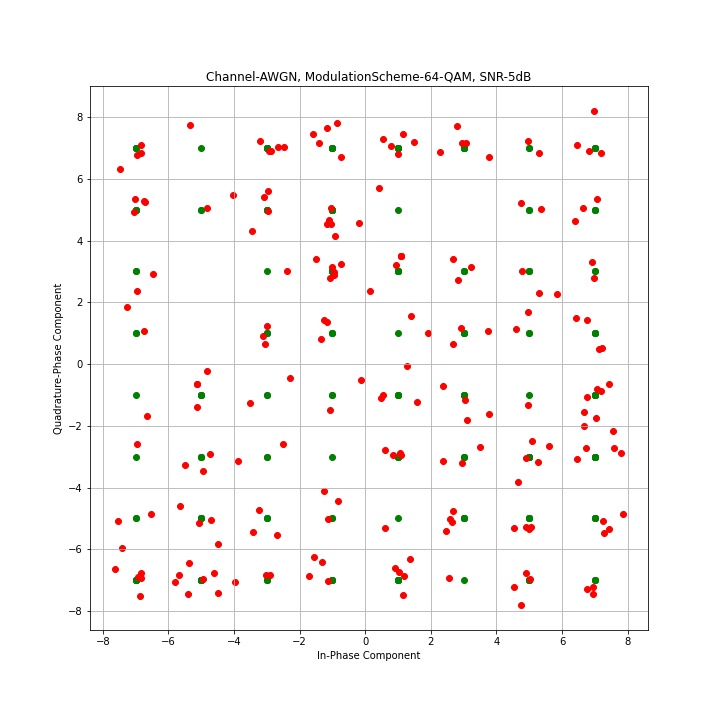 Channel-AWGN, ModulationScheme-64-QAM, SNR-5dB
8
6
4
2
0
−2
−4
−6
−8
Quadrature-Phase Component
−8 −6 −4 −2 0 2 4 6 8
In-Phase Component